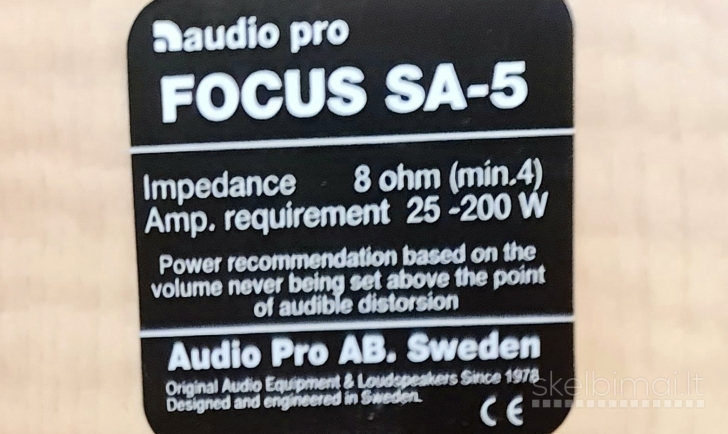 audio pro
FOCUS SA-5
Impedance 8 ohm (min.4)
Amp. requirement 25 -200 W
Power recommendation based on the
volume never being set above the point
of audible distorsion
Audio Pro AB. Sweden
Original Audio Equipment & Loudspeakers Since 1978
Designed and engineered in Sweden.
CE
skelbimai.lt